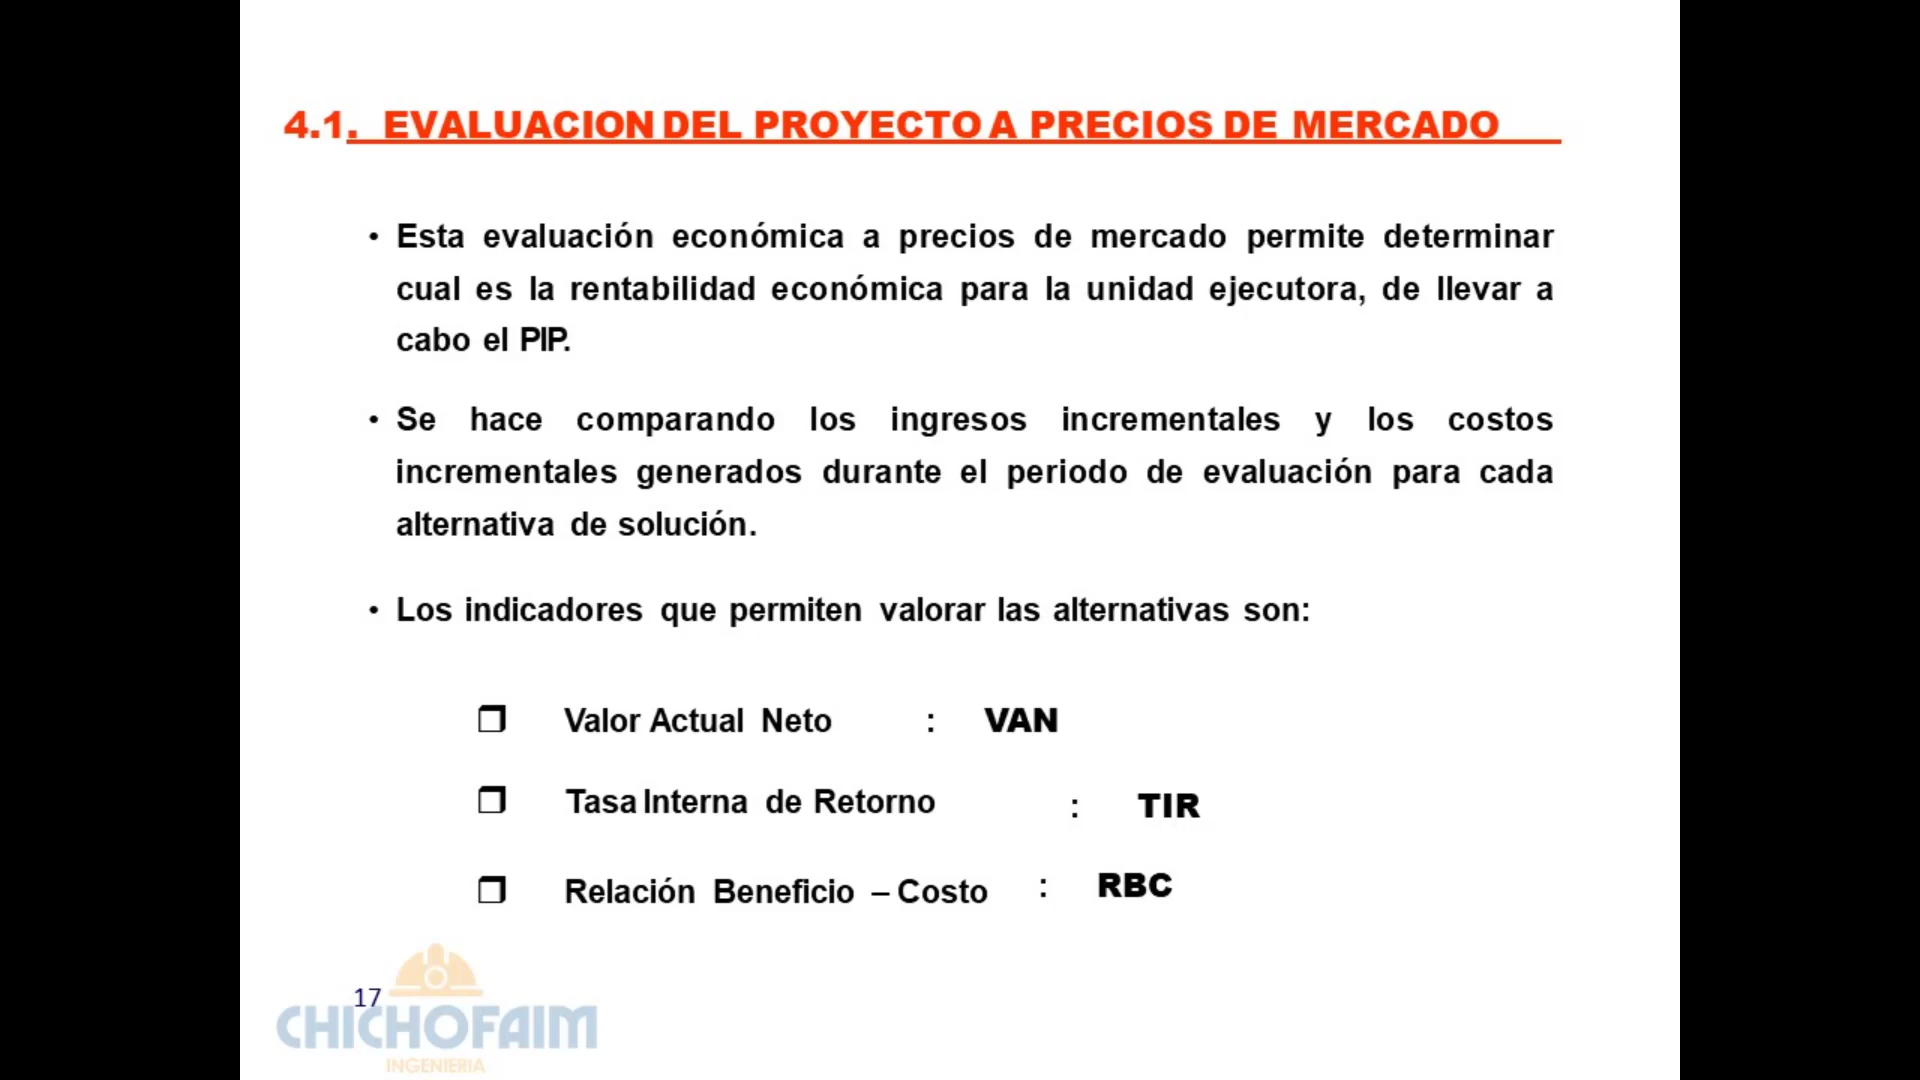 4.1. EVALUACION DEL PROYECTO A PRECIOS DE MERCADO
• Esta evaluación económica a precios de mercado permite determinar
cual es la rentabilidad económica para la unidad ejecutora, de llevar a
cabo el PIP.
• Se hace comparando los ingresos incrementales y los costos
incrementales generados durante el periodo de evaluación para cada
alternativa de solución.
• Los indicadores que permiten valorar las alternativas son:
❒ Valor Actual Neto : VAN
❒ Tasa Interna de Retorno : TIR
❒ Relación Beneficio – Costo : RBC
17
CHICHOFAIM
INGENIERIA